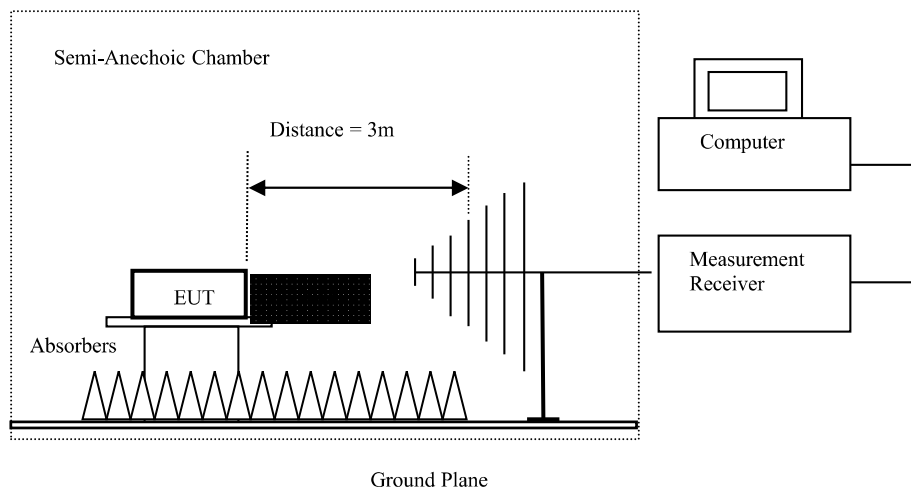 Semi-Anechoic Chamber
Distance = 3m
Computer
Measurement
Receiver
EUT
Absorbers
Ground Plane